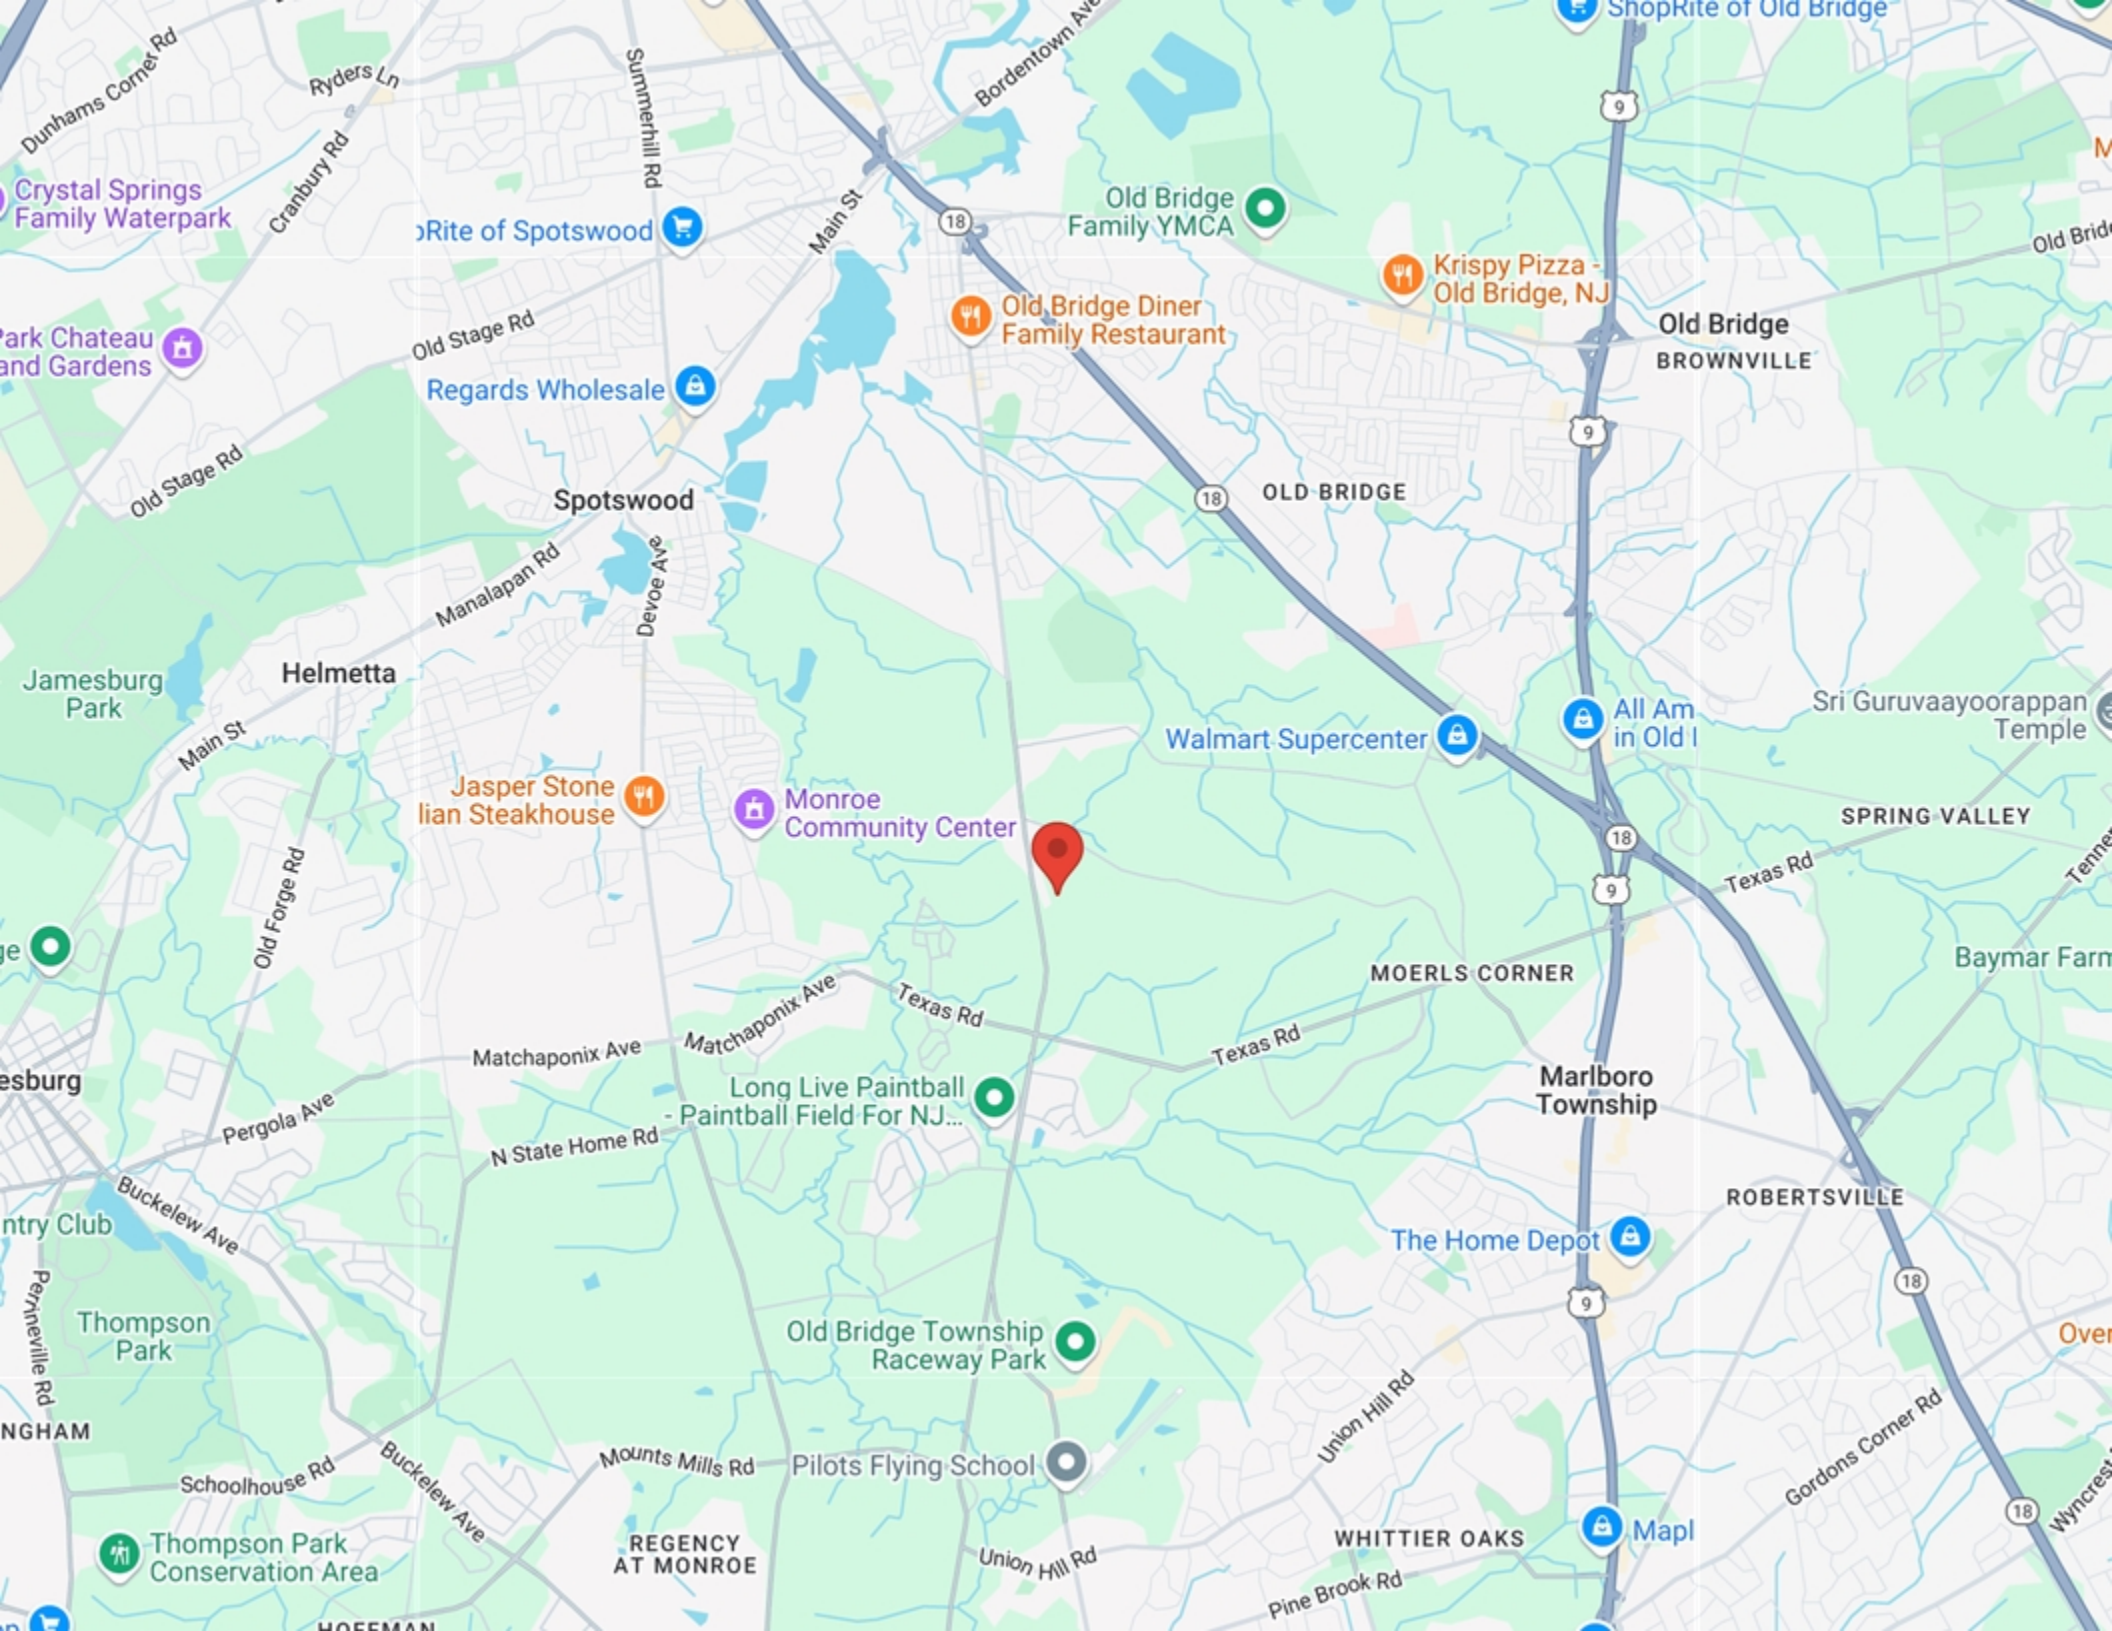 ShopRite of Old Bridge
Dunhams Corner Rd
Ryders Ln
Summerhill Rd
Bordentown Ave
9
Cranbury Rd
Crystal Springs
Family Waterpark
Rite of Spotswood
Main St
18
Old Bridge
Family YMCA
Krispy Pizza -
Old Bridge, NJ
Old Bridge Diner
Family Restaurant
Old Bridge
BROWNVILLE
Park Chateau
and Gardens
Old Stage Rd
Regards Wholesale
9
Old Stage Rd
Spotswood
18
OLD BRIDGE
Manalapan Rd
Devoe Ave
Helmetta
Jamesburg
Park
Main St
Walmart Supercenter
All Am
in Old
Sri Guruvaayoorappan
Temple
Jasper Stone
lian Steakhouse
Monroe
Community Center
SPRING VALLEY
18
9
Texas Rd
Old Forge Rd
ge
Texas Rd
MOERLS CORNER
Baymar Farm
Matchaponix Ave
Matchaponix Ave
Texas Rd
esburg
Long Live Paintball
- Paintball Field For NJ...
Marlboro
Township
Pergola Ave
N State Home Rd
Buckelew Ave
ntry Club
ROBERTSVILLE
The Home Depot
18
9
Perrineville Rd
Thompson
Park
Old Bridge Township
Raceway Park
Over
NGHAM
Union Hill Rd
Gordons Corner Rd
Schoolhouse Rd
Buckelew Ave
Mounts Mills Rd
Pilots Flying School
18
Thompson Park
Conservation Area
REGENCY
AT MONROE
WHITTIER OAKS
Mapl
Union Hill Rd
Pine Brook Rd
HOFFMAN